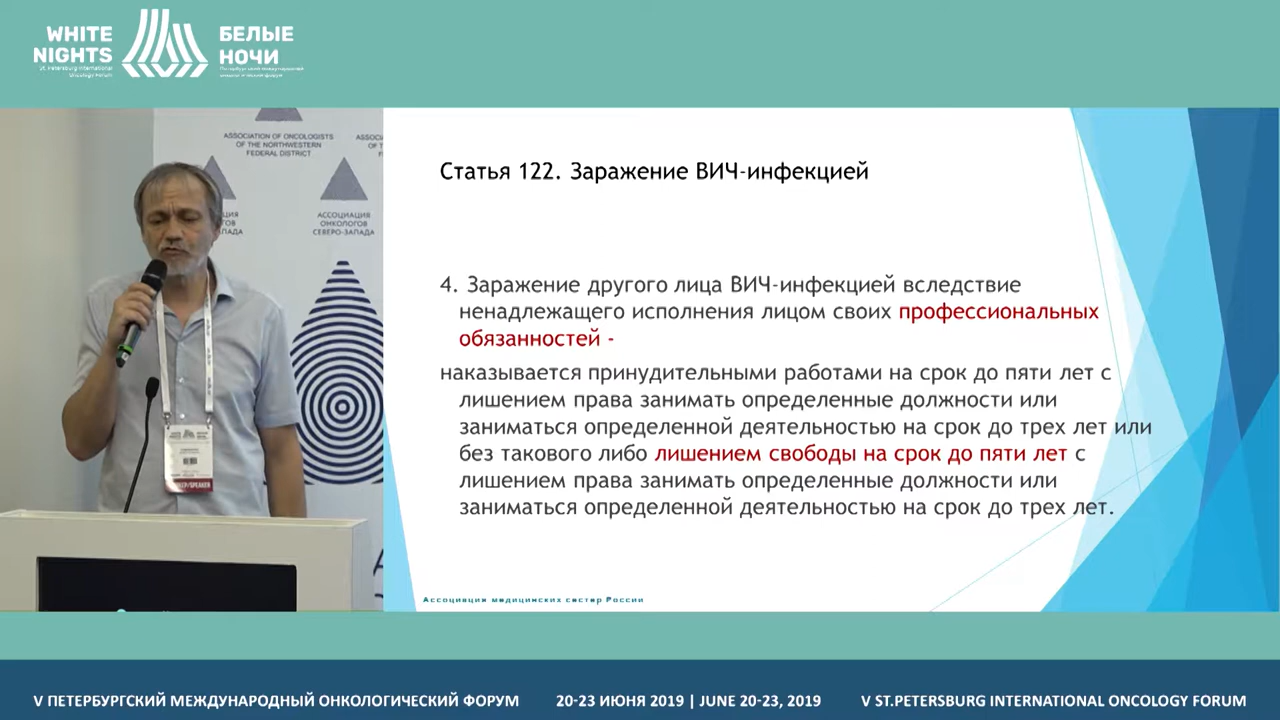 WHITE
NIGHTS
St. Petersburg International
Oncology Forum
БЕЛЫЕ
НОЧИ
ASSOCIATION OF ONCOLOGISTS
OF THE NORTHWESTERN
FEDERAL DISTRICT
АССОЦИАЦИЯ
ОНКОЛОГОВ
СЕВЕРО-ЗАПАДА
Статья 122. Заражение ВИЧ-инфекцией
4. Заражение другого лица ВИЧ-инфекцией вследствие
ненадлежащего исполнения лицом своих профессиональных
обязанностей -
наказывается принудительными работами на срок до пяти лет с
лишением права занимать определенные должности или
заниматься определенной деятельностью на срок до трех лет или
без такового либо лишением свободы на срок до пяти лет с
лишением права занимать определенные должности или
заниматься определенной деятельностью на срок до трех лет.
Ассоциация медицинских сестер России
V ПЕТЕРБУРГСКИЙ МЕЖДУНАРОДНЫЙ ОНКОЛОГИЧЕСКИЙ ФОРУМ
20-23 ИЮНЯ 2019 | JUNE 20-23, 2019
V ST.PETERSBURG INTERNATIONAL ONCOLOGY FORUM